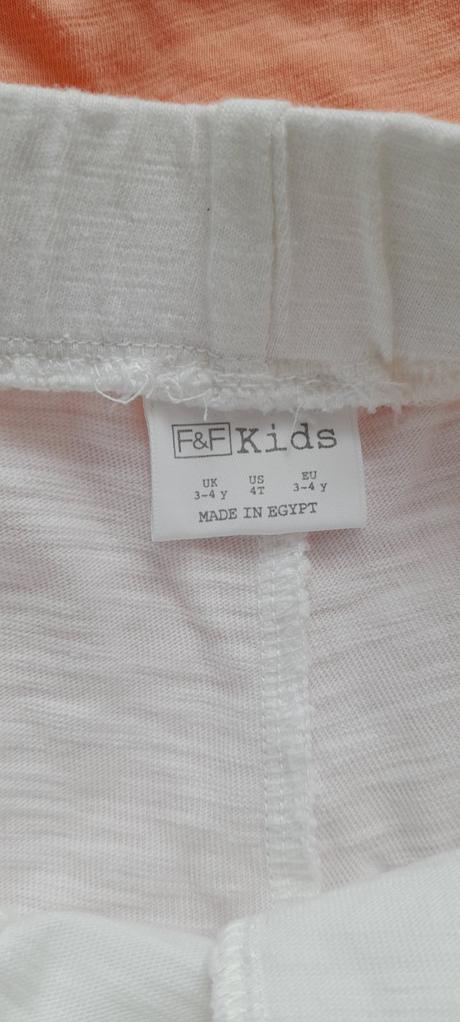 F&F Kids
UK US EU
3-4 y 4T 3-4 y
MADE IN EGYPT